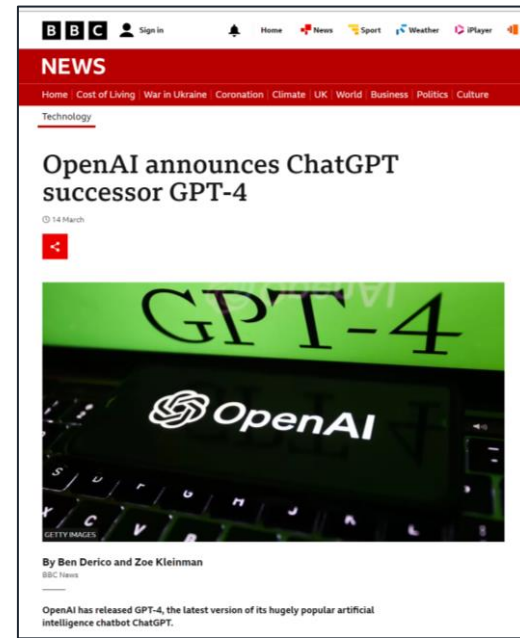 BBC Sign in Home News Sport Weather iPlayer
NEWS
Home Cost of Living War in Ukraine Coronation Climate UK World Business Politics Culture
Technology
OpenAI announces ChatGPT
successor GPT-4
14 March
OpenAI
GPT-4
OpenAI
GETTY IMAGES
By Ben Derico and Zoe Kleinman
BBC News
OpenAI has released GPT-4, the latest version of its hugely popular artificial
intelligence chatbot ChatGPT.